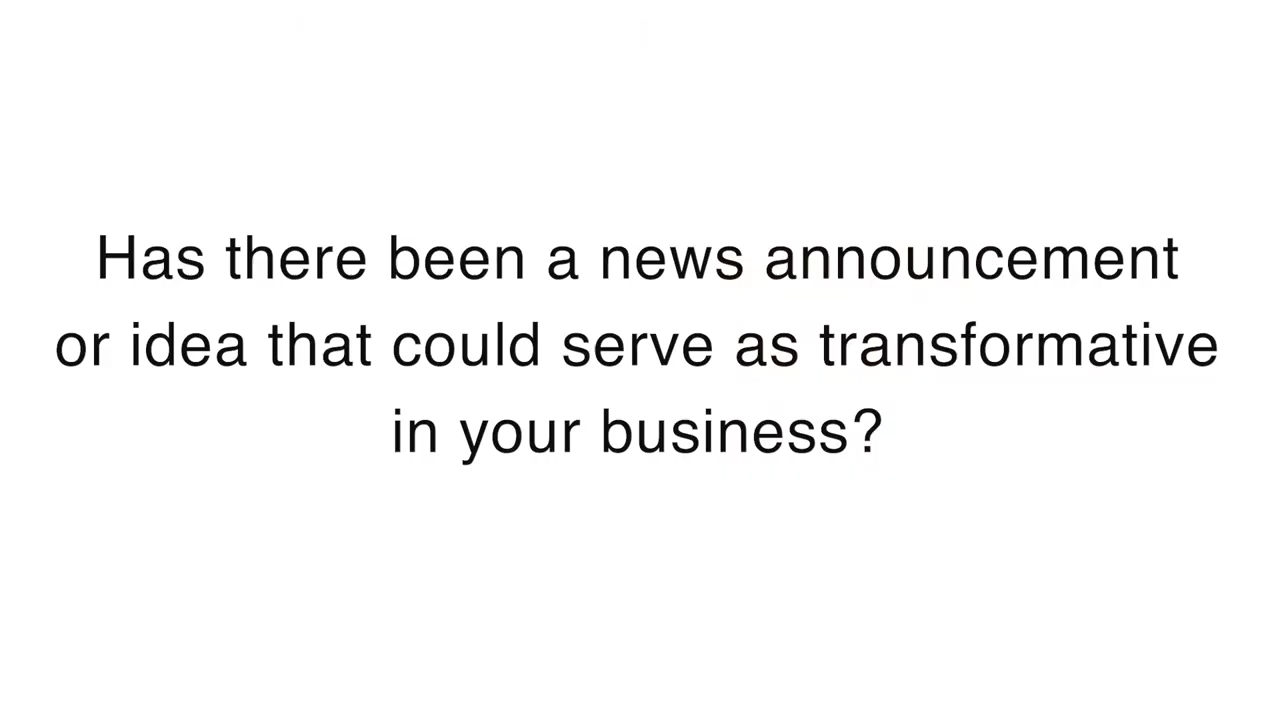 Has there been a news announcement
or idea that could serve as transformative
in your business?